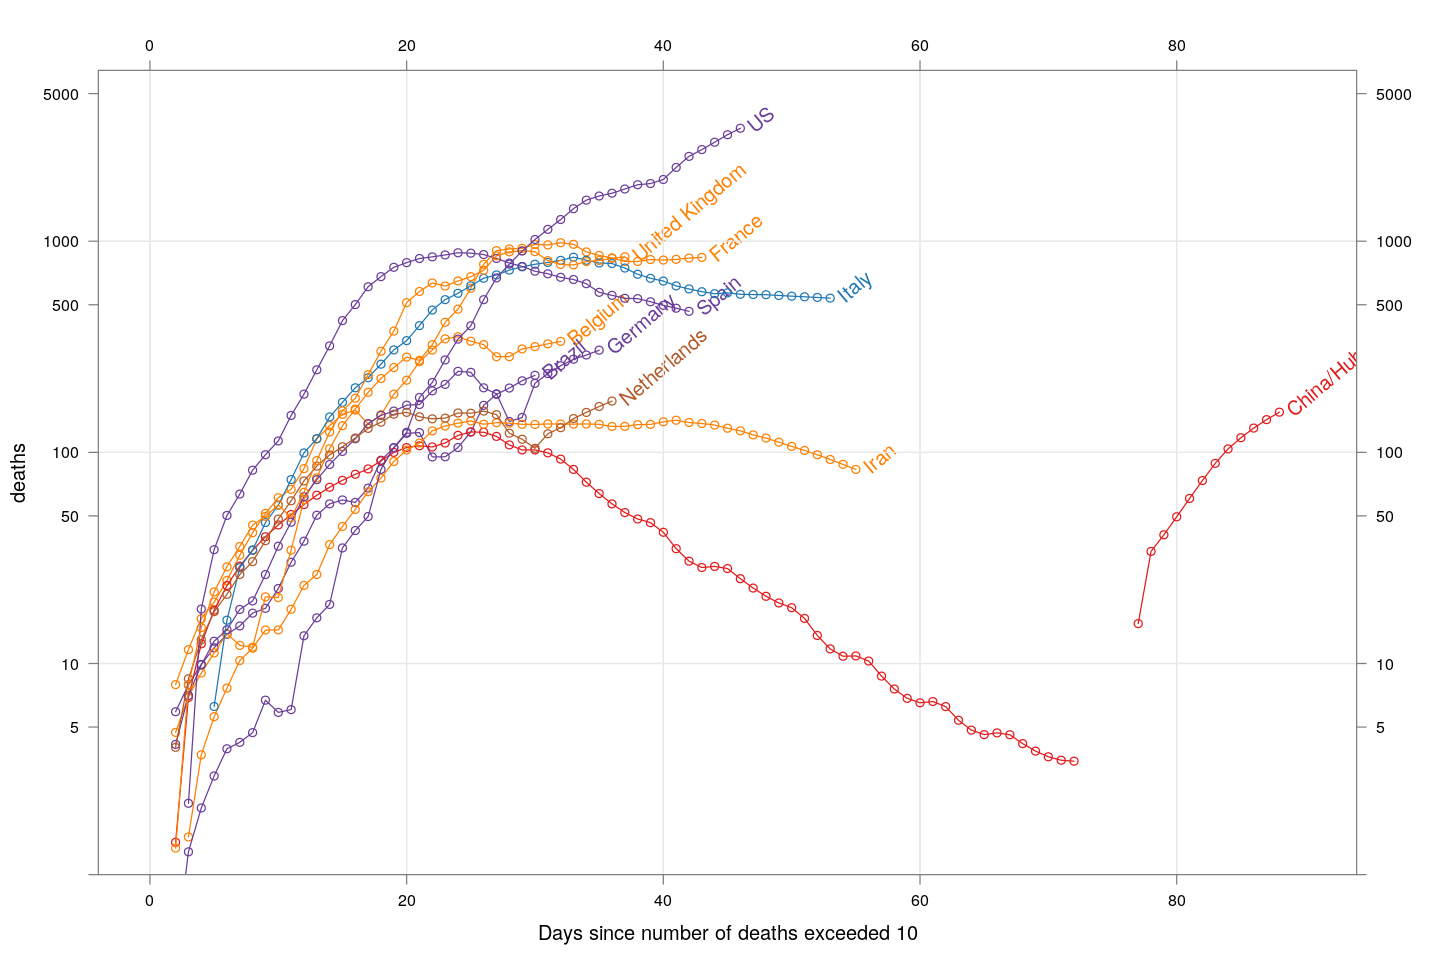 0 20 40 60 80
5000 5000
US
United Kingdom
France
1000 1000
Italy
Spain
500 500
Belgium
Germany
Brazil
Netherlands
China/Hub
Iran
100 100
deaths
50 50
10 10
5 5
0 20 40 60 80
Days since number of deaths exceeded 10